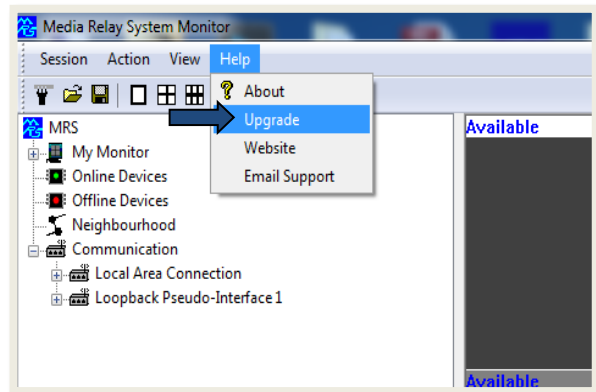 Media Relay System Monitor
Session Action View Help
About
Upgrade
Website
Email Support
MRS
My Monitor
Online Devices
Offline Devices
Neighbourhood
Communication
Local Area Connection
Loopback Pseudo-Interface 1
Available
Available